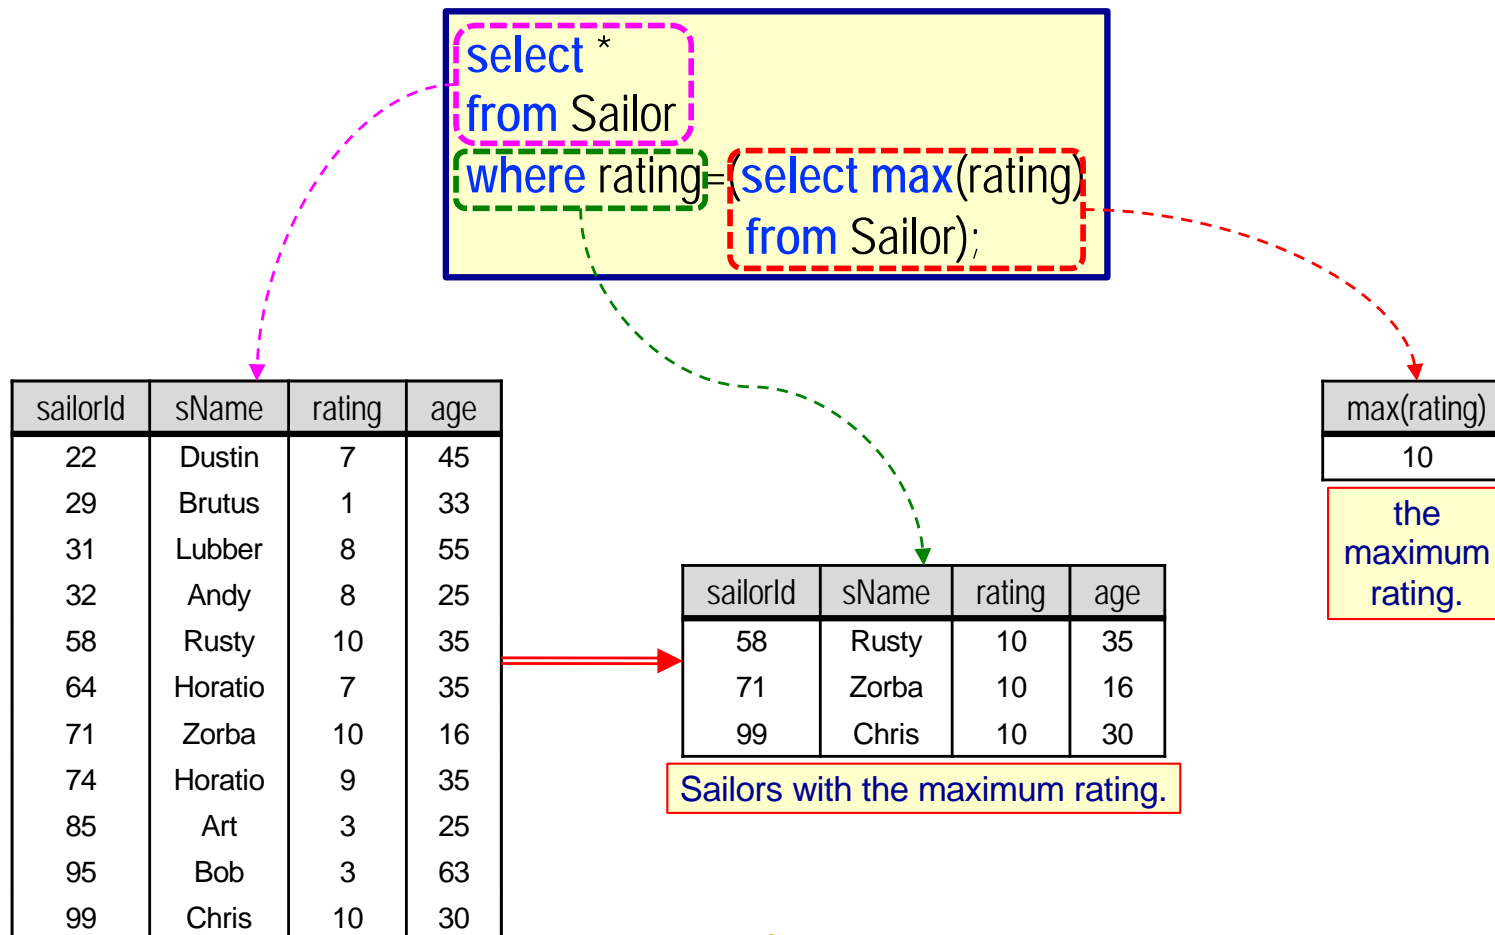 select *
from Sailor
where rating=(select max(rating)
from Sailor);
sailorId sName rating age
22 Dustin 7 45
29 Brutus 1 33
31 Lubber 8 55
32 Andy 8 25
58 Rusty 10 35
64 Horatio 7 35
71 Zorba 10 16
74 Horatio 9 35
85 Art 3 25
95 Bob 3 63
99 Chris 10 30
sailorId sName rating age
58 Rusty 10 35
71 Zorba 10 16
99 Chris 10 30
Sailors with the maximum rating.
max(rating)
10
the
maximum
rating.